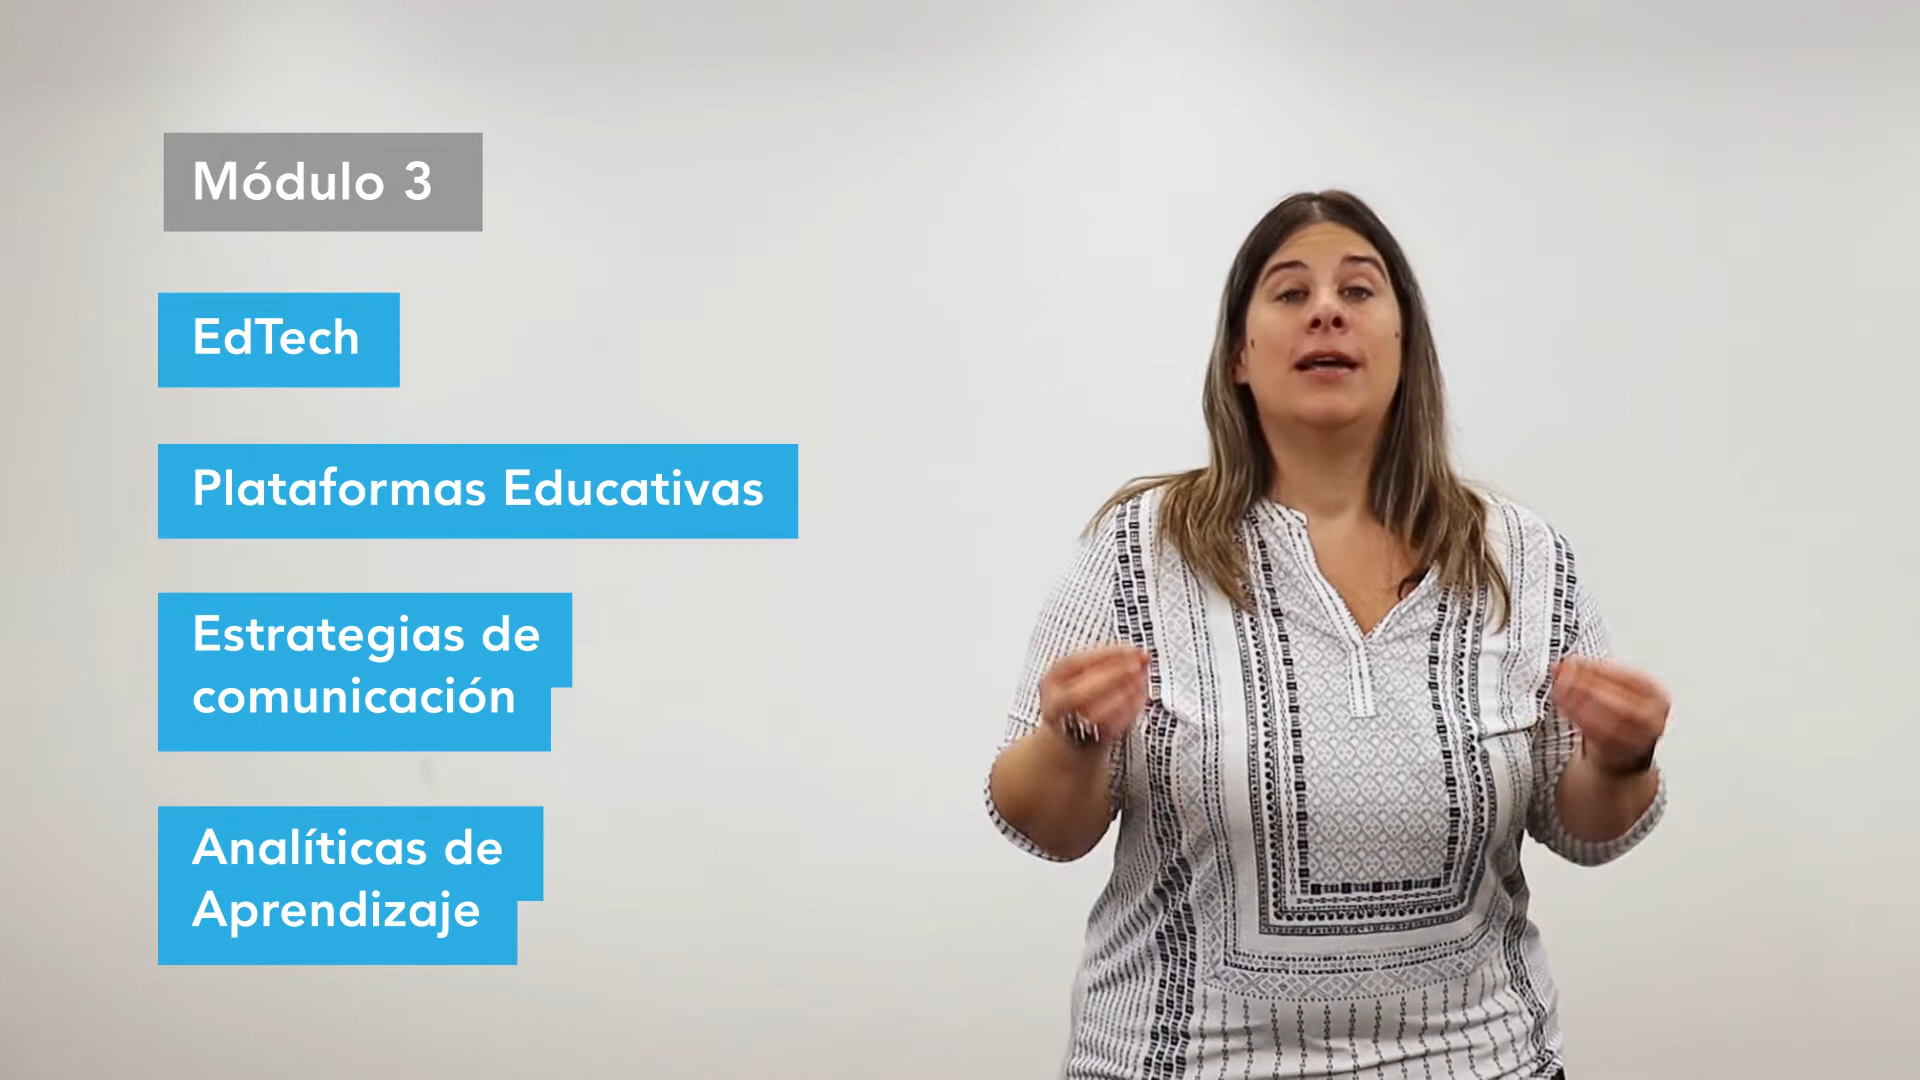 Módulo 3
EdTech
Plataformas Educativas
Estrategias de
comunicación
Analíticas de
Aprendizaje